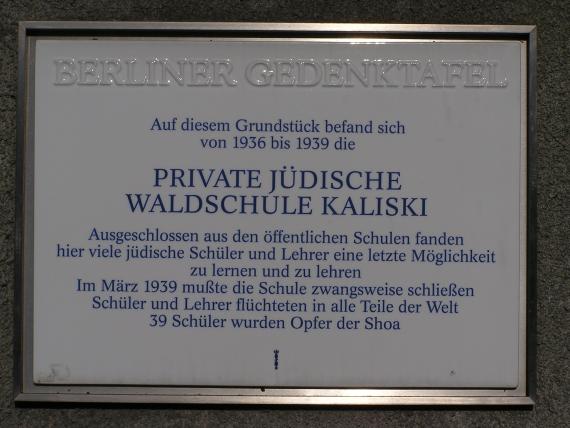 BERLINER GEDENKTAFEL
Auf diesem Grundstück befand sich
von 1936 bis 1939 die
PRIVATE JÜDISCHE
WALDSCHULE KALISKI
Ausgeschlossen aus den öffentlichen Schulen fanden
hier viele jüdische Schüler und Lehrer eine letzte Möglichkeit
zu lernen und zu lehren
Im März 1939 mußte die Schule zwangsweise schließen
Schüler und Lehrer flüchteten in alle Teile der Welt
39 Schüler wurden Opfer der Shoa